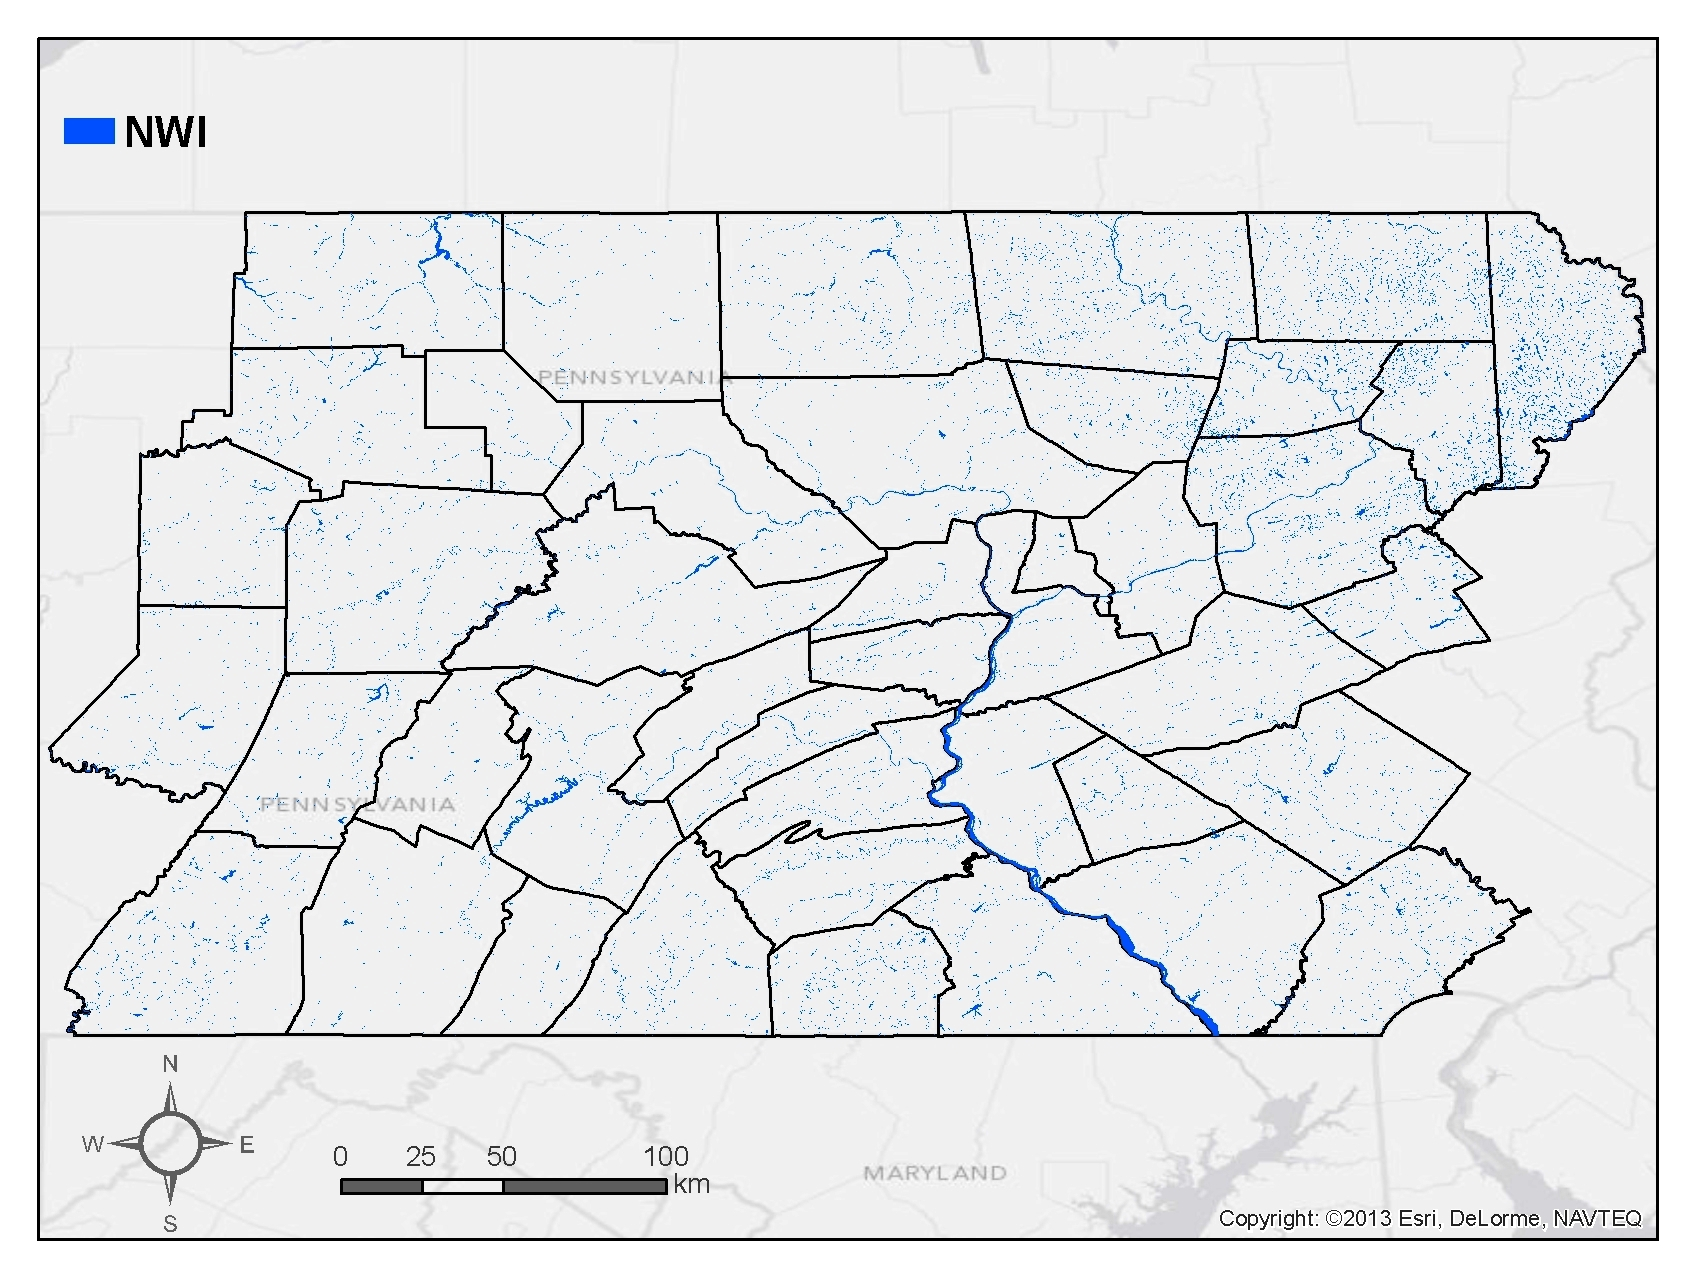 NWI
PENNSYLVANIA
PENNSYLVANIA
N
W E
S
0 25 50 100
km
MARYLAND
Copyright: ©2013 Esri, DeLorme, NAVTEQ